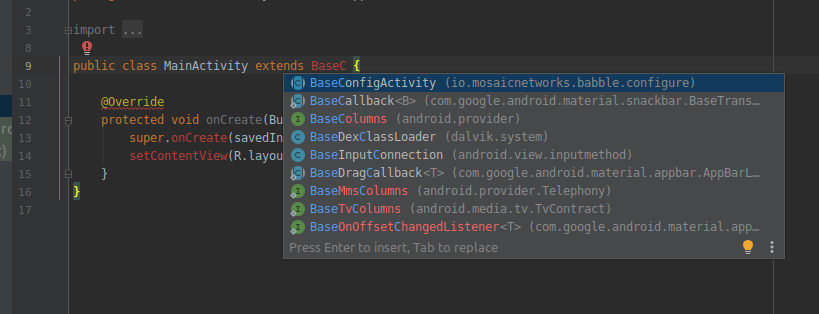 2
3 import ...
8
9 public class MainActivity extends BaseC {
10
11 @Override
12 protected void onCreate(Bu
13 super.onCreate(savedIn
14 setContentView(R.layou
15 }
16 }
17
BaseConfigActivity (io.mosaicnetworks.babble.configure)
BaseCallback<B> (com.google.android.material.snackbar.BaseTrans...
BaseColumns (android.provider)
BaseDexClassLoader (dalvik.system)
BaseInputConnection (android.view.inputmethod)
BaseDragCallback<T> (com.google.android.material.appbar.AppBarL...
BaseMmsColumns (android.provider.Telephony)
BaseTvColumns (android.media.tv.TvContract)
BaseOnOffsetChangedListener<T> (com.google.android.material.app...
Press Enter to insert, Tab to replace